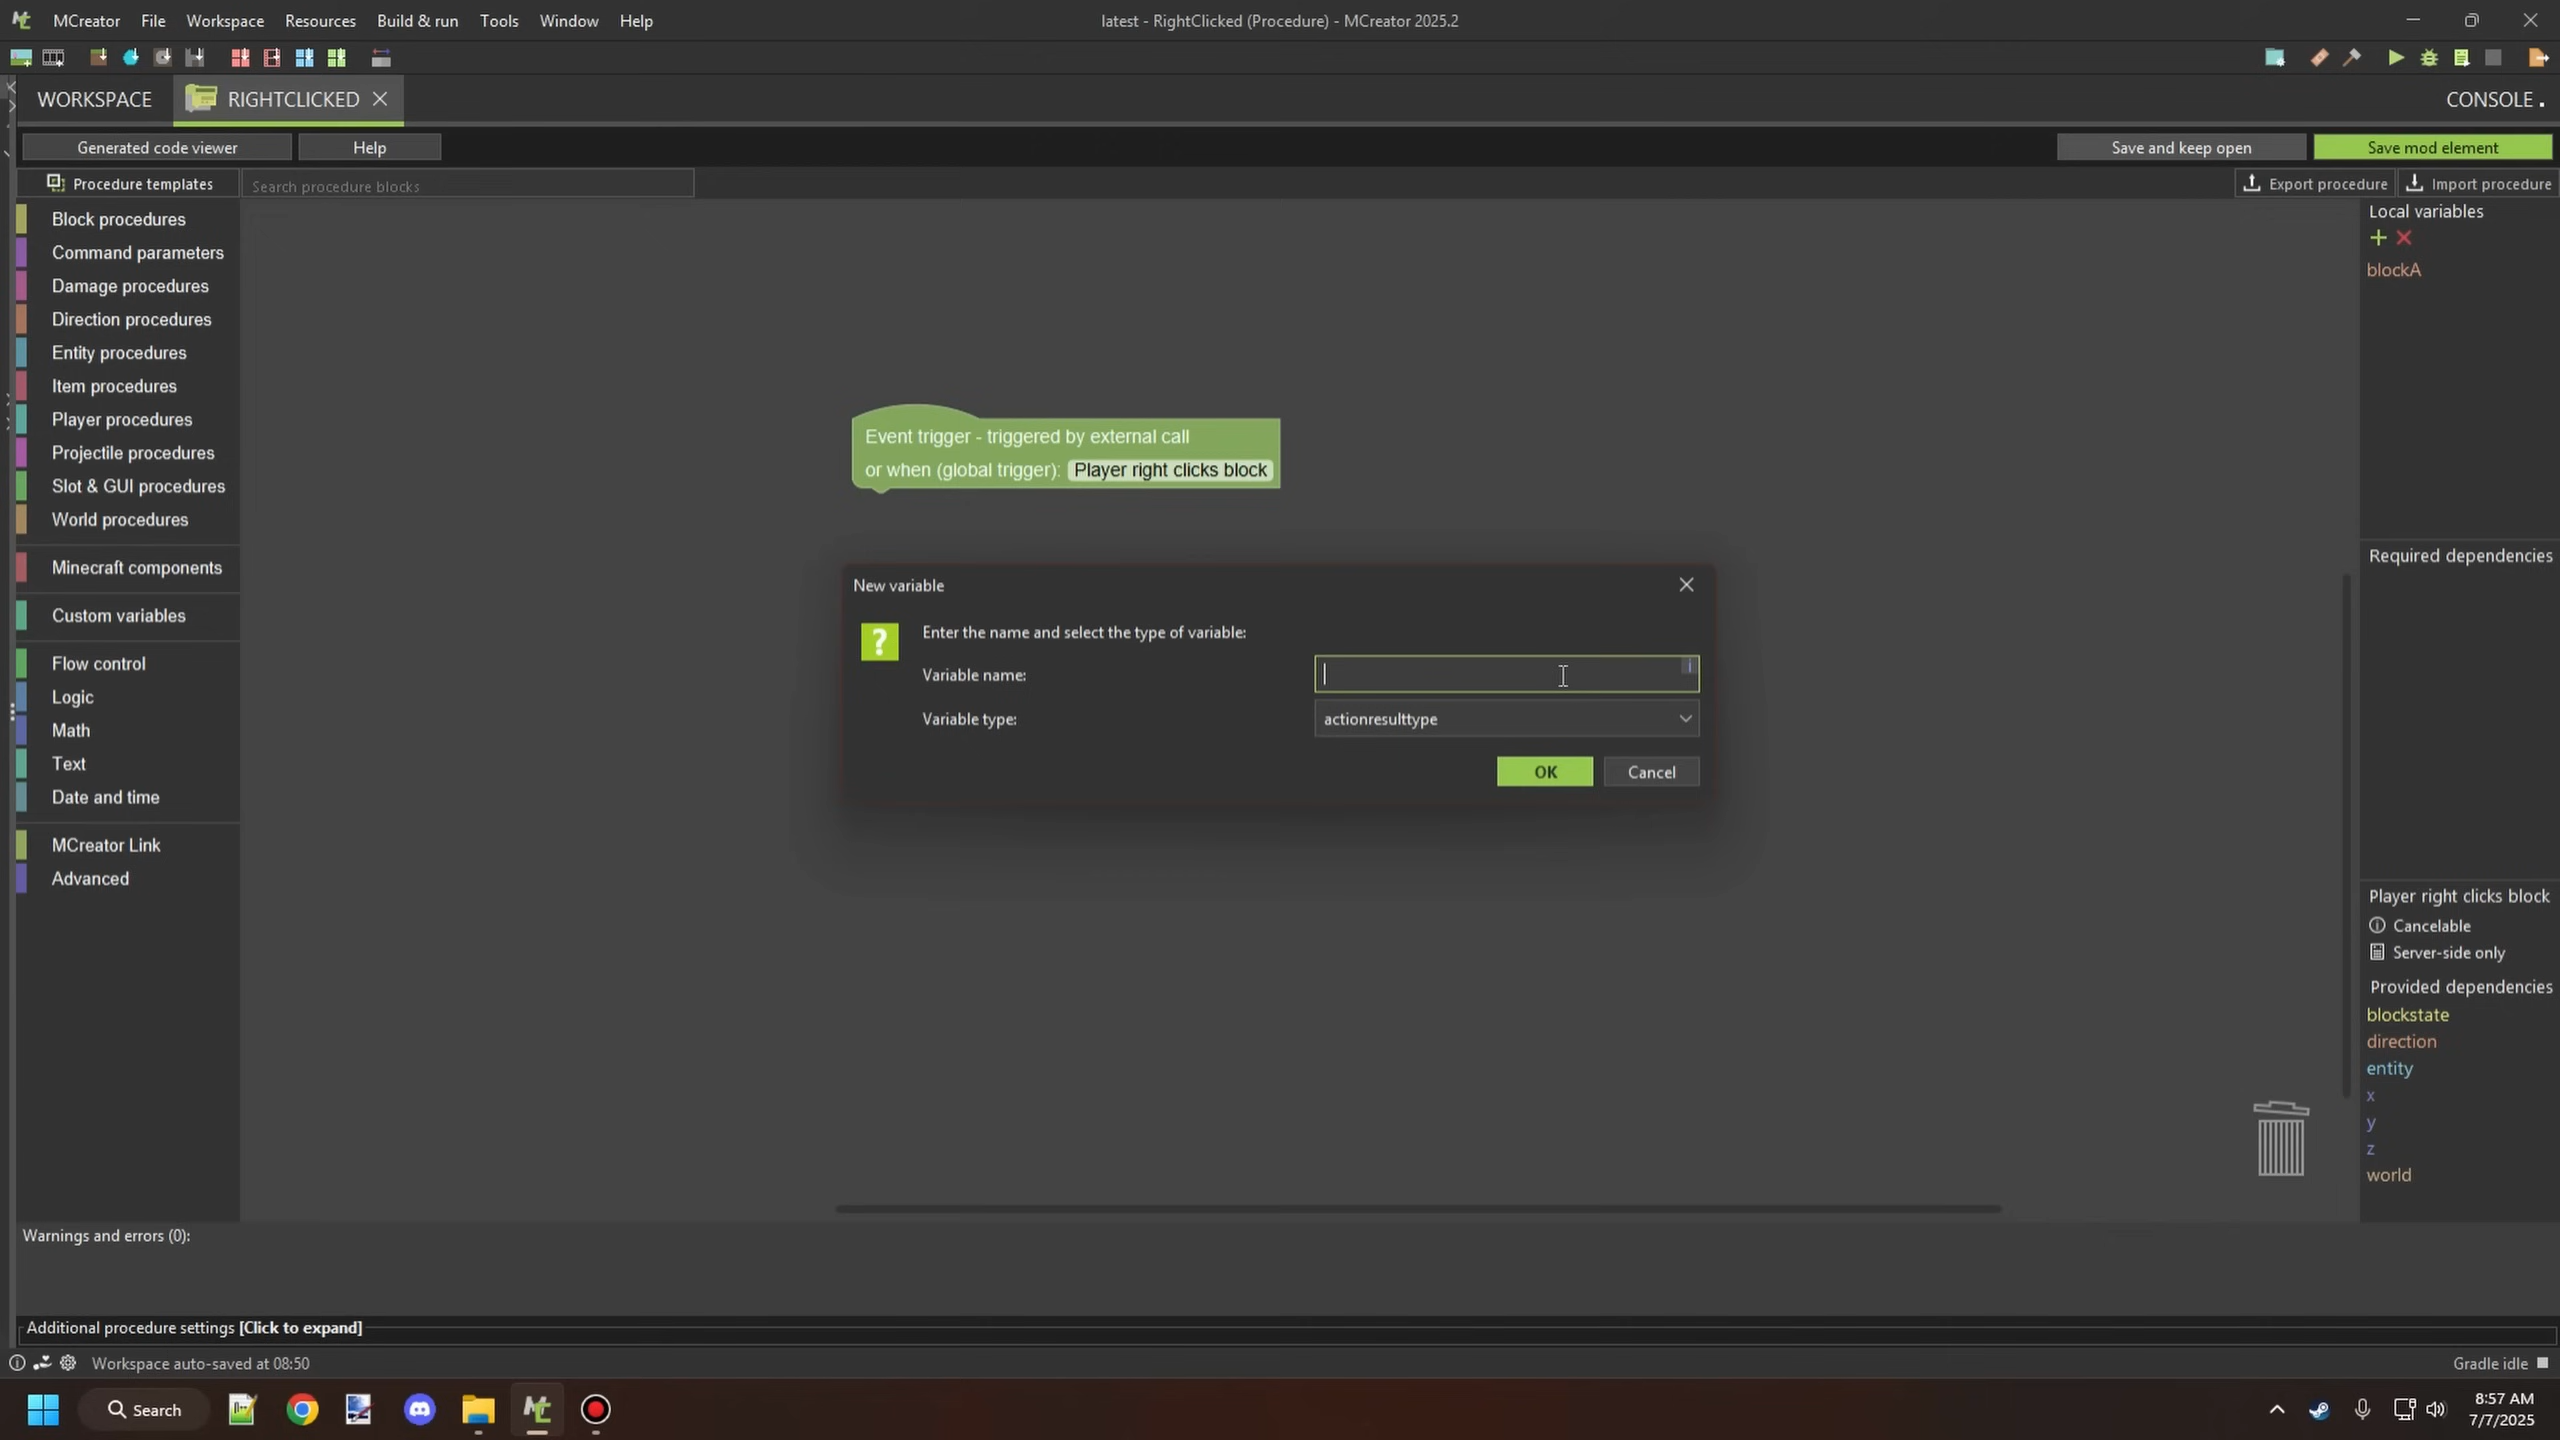 MCreator File Workspace Resources Build & run Tools Window Help
latest - RightClicked (Procedure) - MCreator 2025.2
WORKSPACE
RIGHTCLICKED
CONSOLE
Generated code viewer
Help
Save and keep open
Save mod element
Procedure templates
Search procedure blocks
Export procedure
Import procedure
Block procedures
Command parameters
Damage procedures
Direction procedures
Entity procedures
Item procedures
Player procedures
Projectile procedures
Slot & GUI procedures
World procedures
Minecraft components
Custom variables
Flow control
Logic
Math
Text
Date and time
MCreator Link
Advanced
Event trigger - triggered by external call
or when (global trigger): Player right clicks block
New variable
?
Enter the name and select the type of variable:
Variable name:
Variable type:
actionresulttype
OK
Cancel
Local variables
blockA
Required dependencies
Player right clicks block
Cancelable
Server-side only
Provided dependencies
blockstate
direction
entity
x
y
z
world
Warnings and errors (0):
Additional procedure settings [Click to expand]
Workspace auto-saved at 08:50
Gradle idle
Search
8:57 AM
7/7/2025